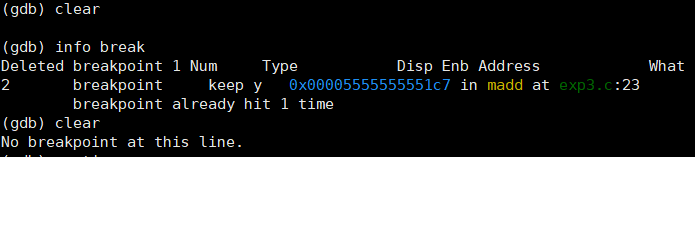 (gdb) clear
(gdb) info break
Deleted breakpoint 1 Num     Type           Disp Enb Address            What
2       breakpoint     keep y   0x00005555555551c7 in madd at exp3.c:23
        breakpoint already hit 1 time
(gdb) clear
No breakpoint at this line.